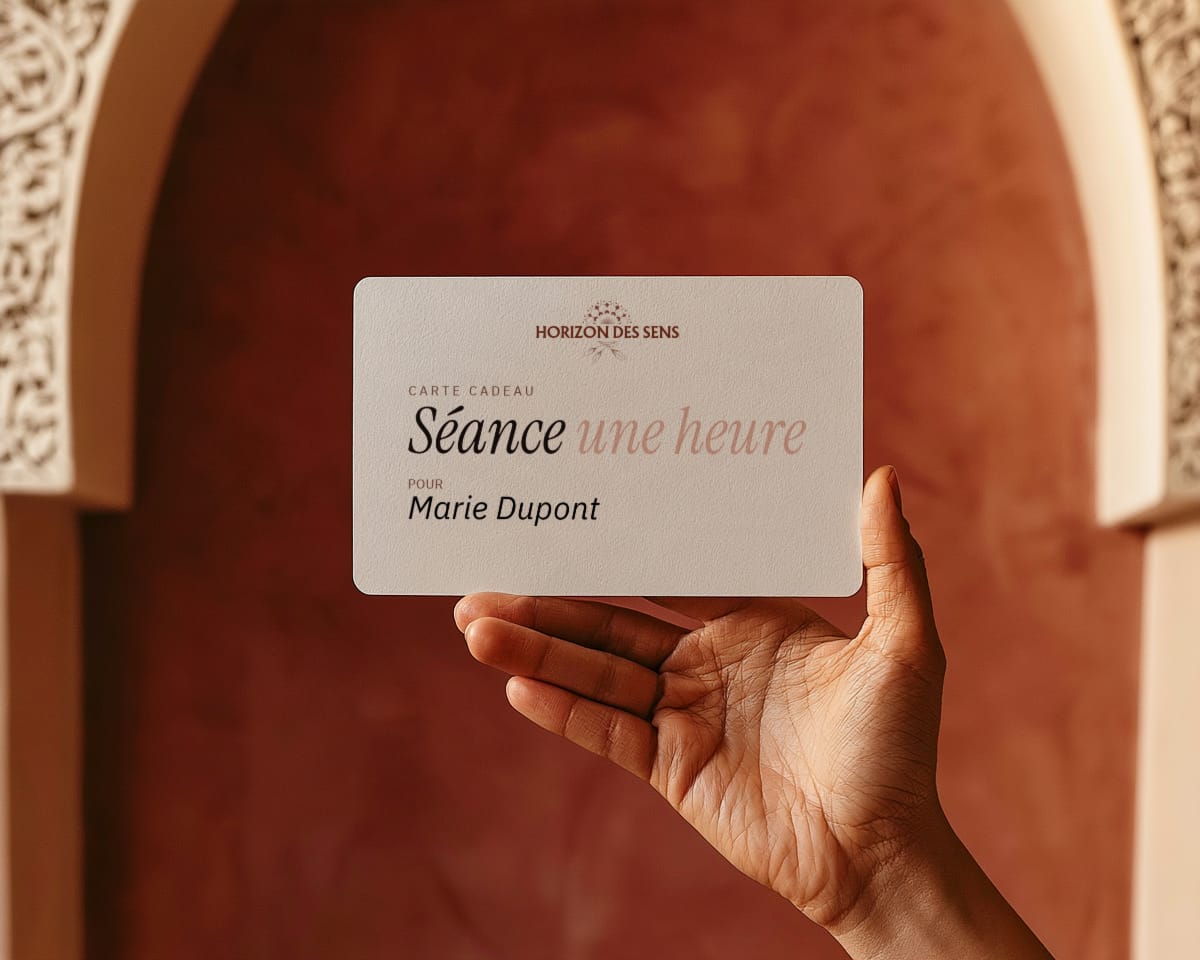 HORIZON DES SENS
CARTE CADEAU
Séance une heure
POUR
Marie Dupont